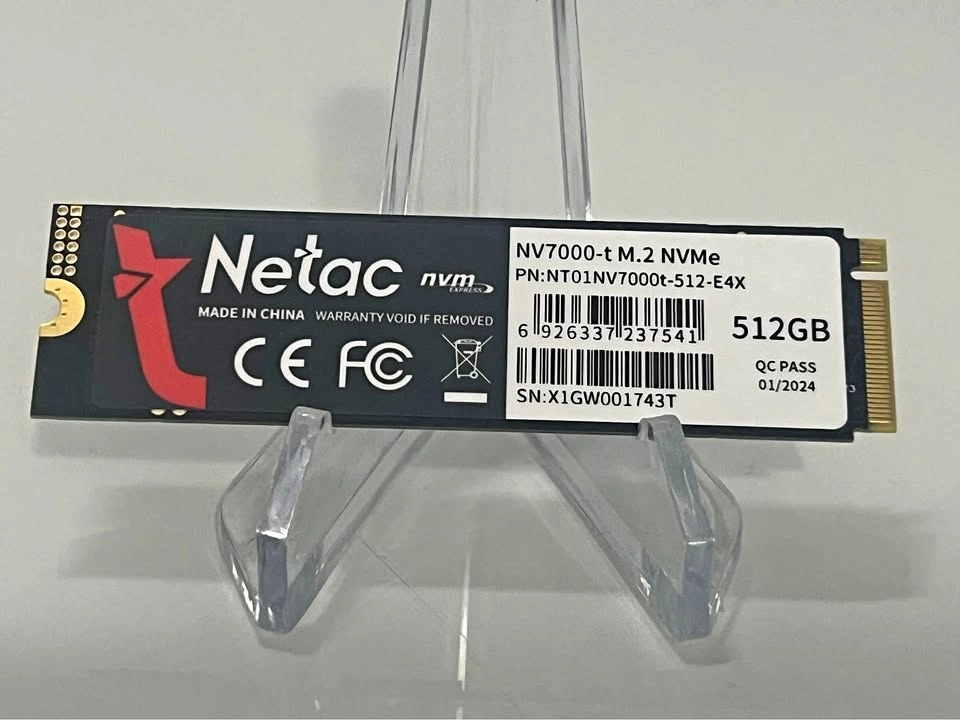 Netac
nvm
EXPRESS
MADE IN CHINA WARRANTY VOID IF REMOVED
CE FC
NV7000-t M.2 NVMe
PN:NT01NV7000t-512-E4X
6 926337 237541
512GB
QC PASS
01/2024
SN:X1GW001743T